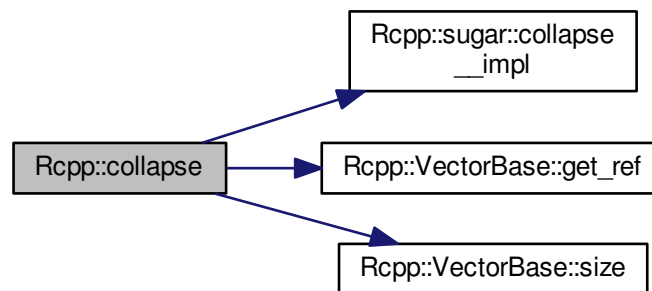 Rcpp::sugar::collapse
__impl
Rcpp::collapse
Rcpp::VectorBase::get_ref
Rcpp::VectorBase::size